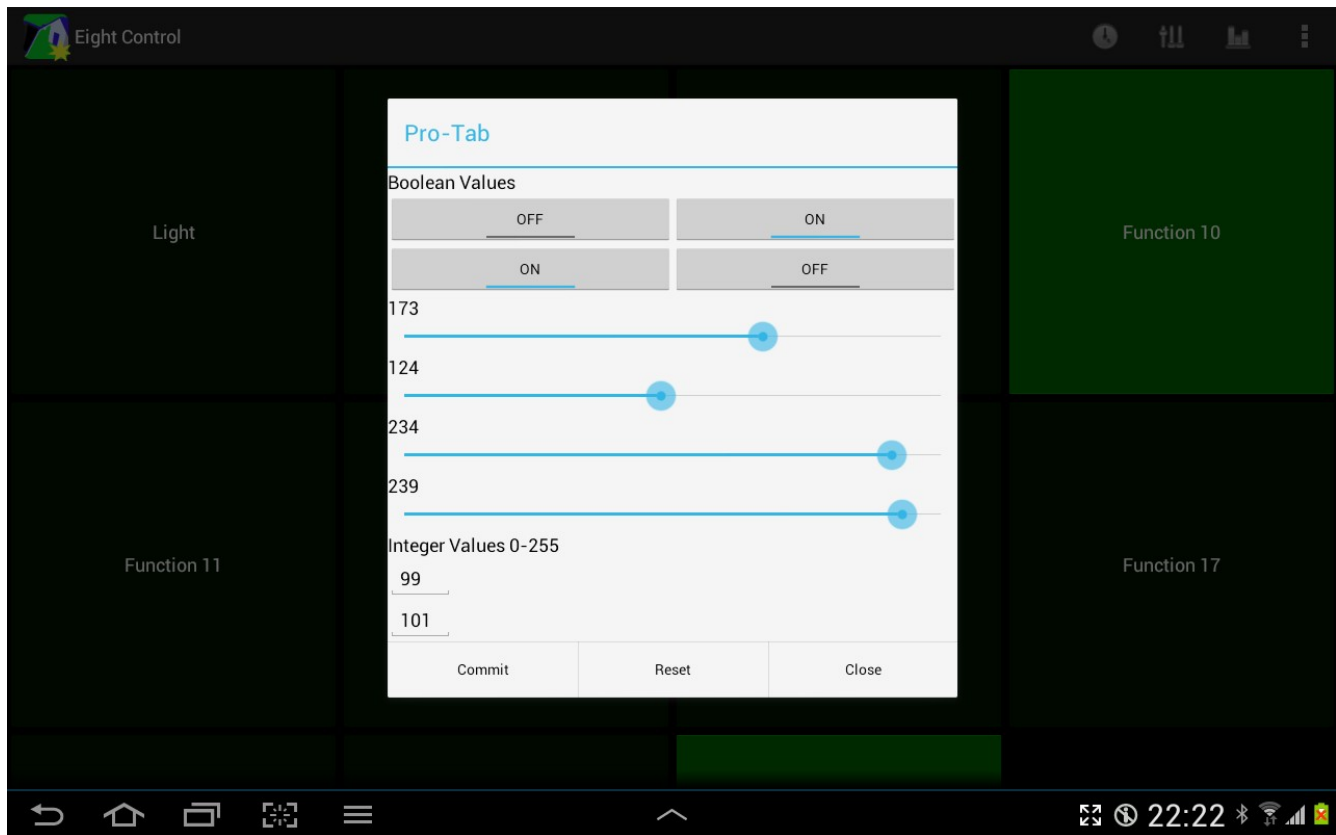 Eight Control
Pro-Tab
Boolean Values
OFF ON
ON OFF
173
124
234
239
Integer Values 0-255
99
101
Commit Reset Close
Light
Function 10
Function 11
Function 17
22:22